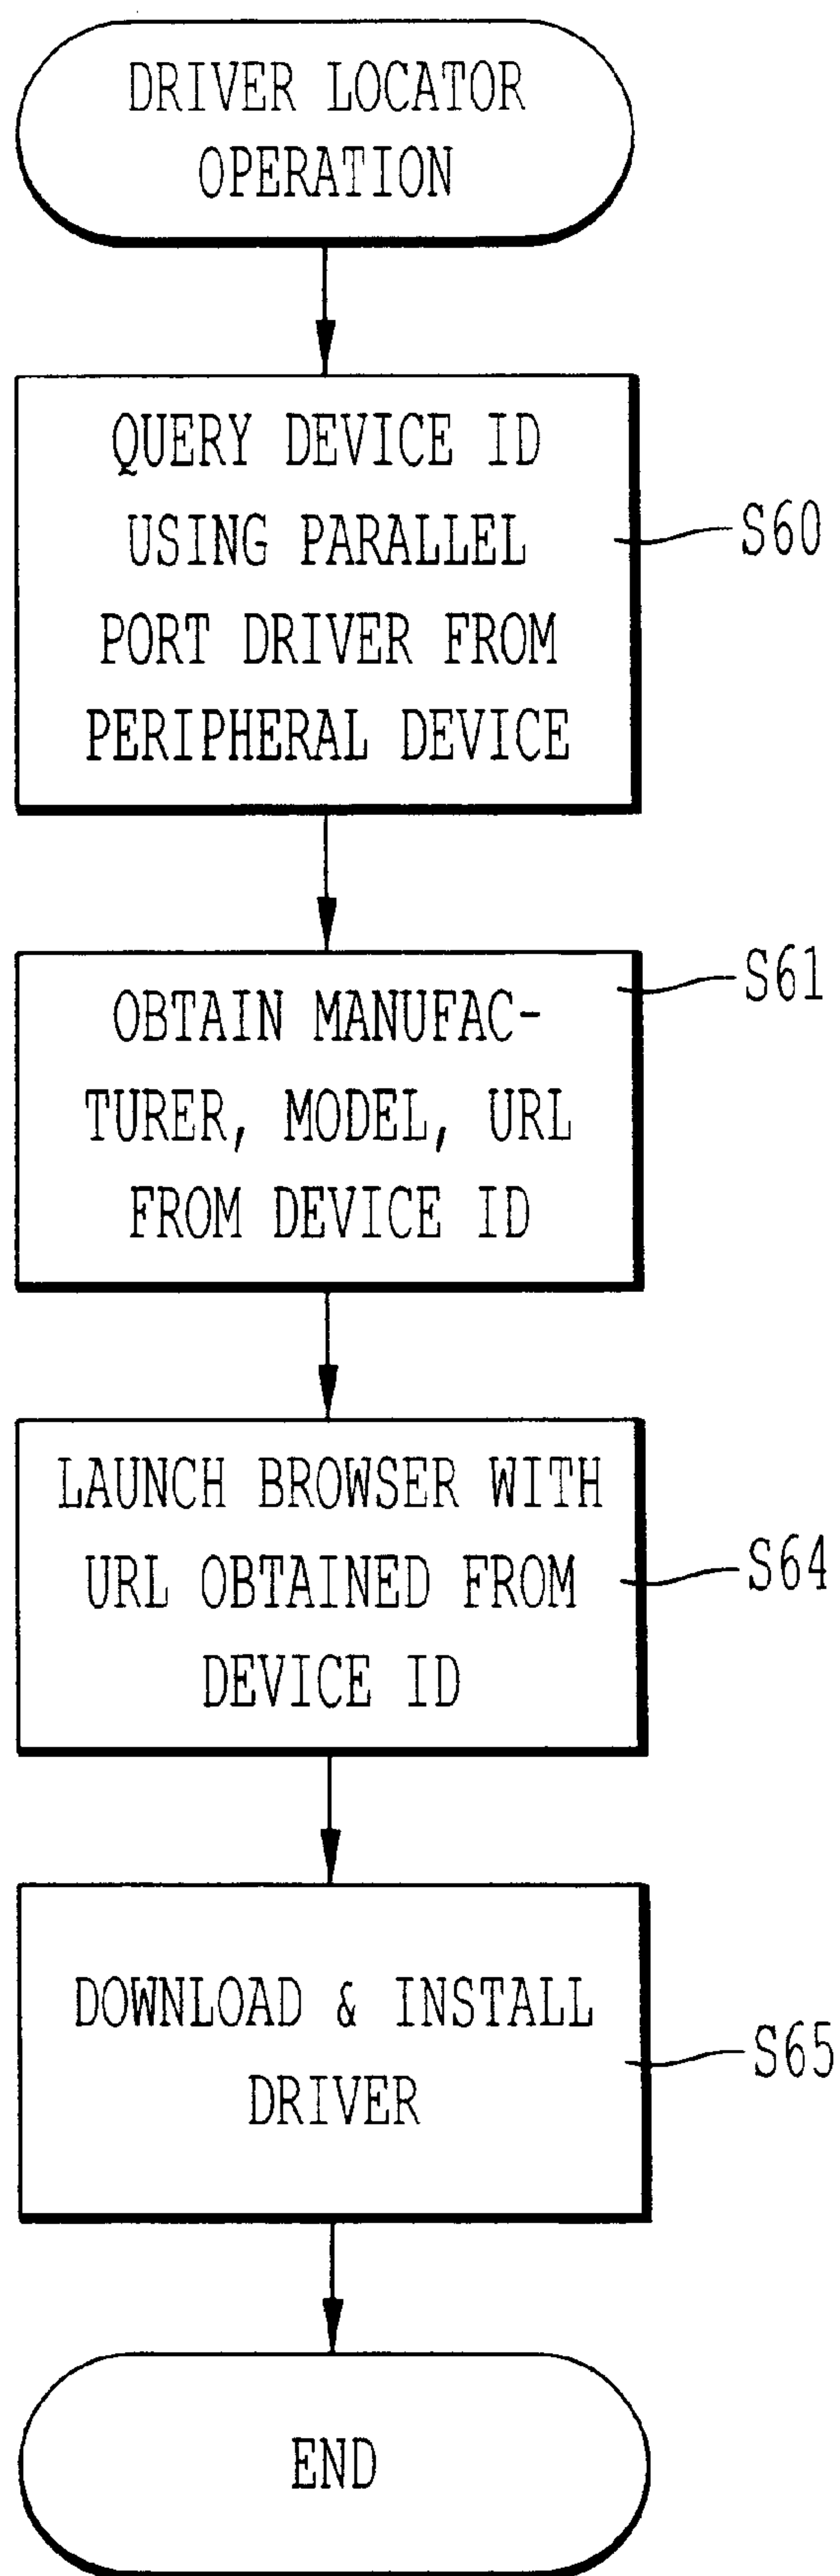 DRIVER LOCATOR
OPERATION
QUERY DEVICE ID
USING PARALLEL
PORT DRIVER FROM
PERIPHERAL DEVICE
S60
OBTAIN MANUFAC-
TURER, MODEL, URL
FROM DEVICE ID
S61
LAUNCH BROWSER WITH
URL OBTAINED FROM
DEVICE ID
S64
DOWNLOAD & INSTALL
DRIVER
S65
END